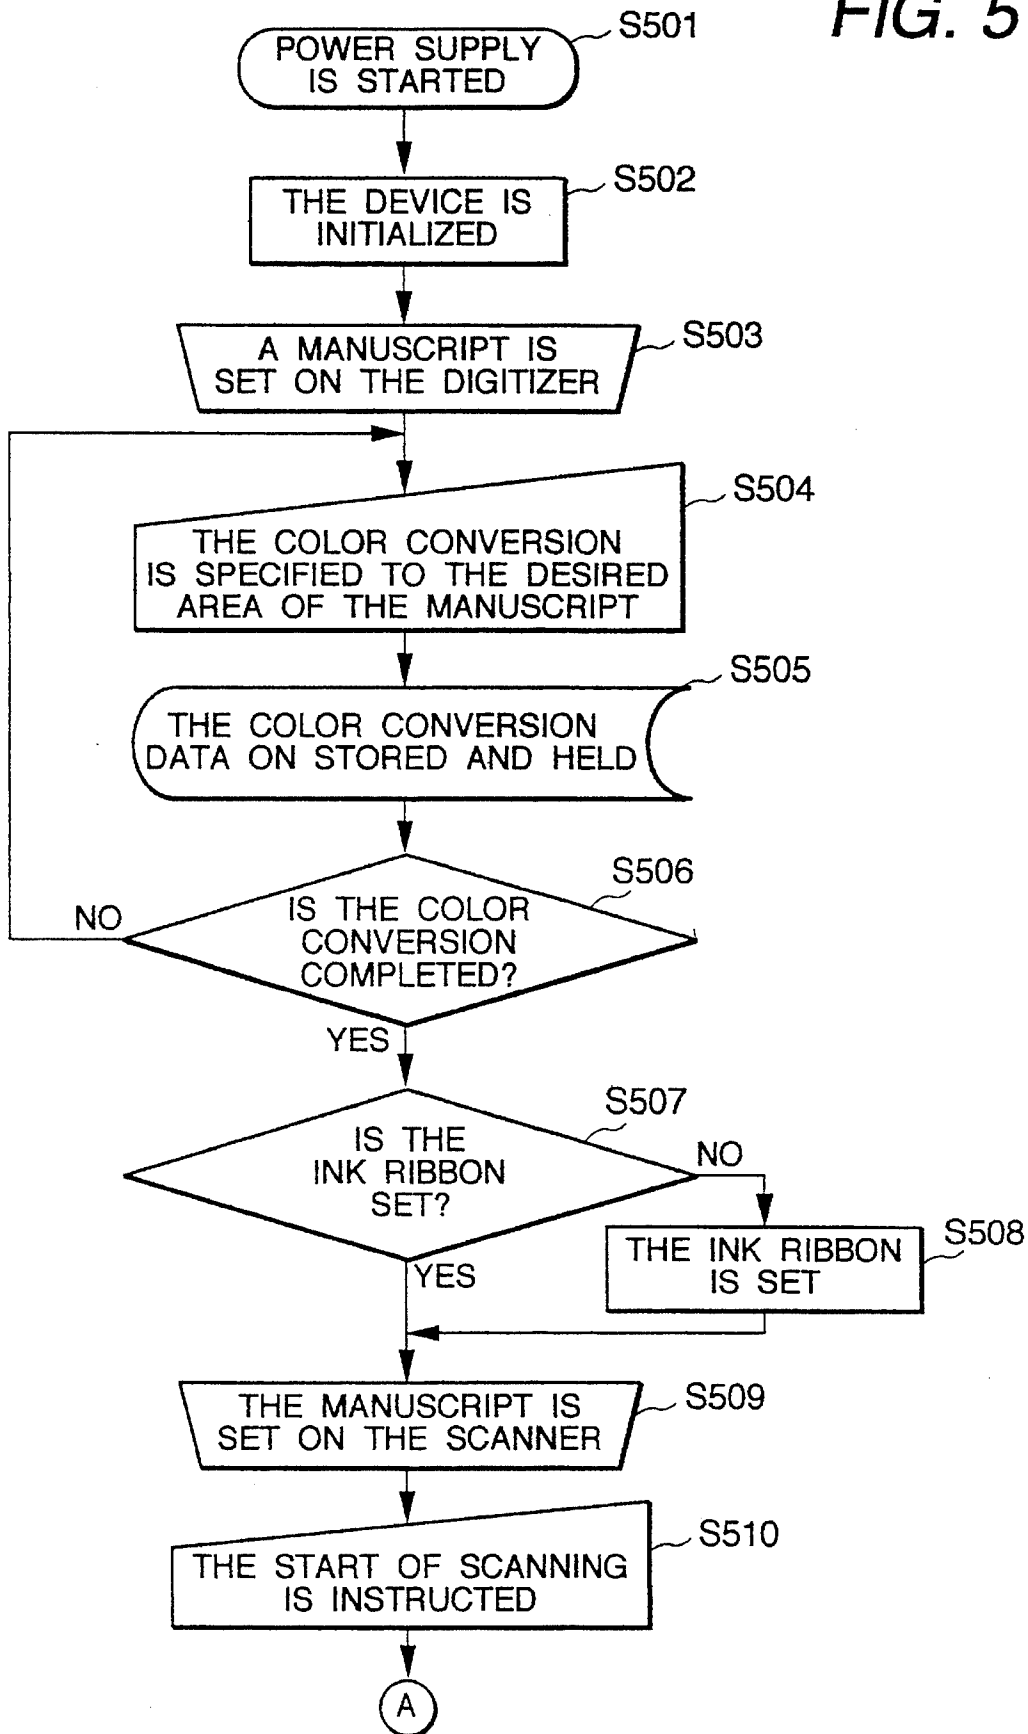 FIG. 5
S501
POWER SUPPLY
IS STARTED
S502
THE DEVICE IS
INITIALIZED
S503
A MANUSCRIPT IS
SET ON THE DIGITIZER
S504
THE COLOR CONVERSION
IS SPECIFIED TO THE DESIRED
AREA OF THE MANUSCRIPT
S505
THE COLOR CONVERSION
DATA ON STORED AND HELD
S506
NO
IS THE COLOR
CONVERSION
COMPLETED?
YES
S507
IS THE
INK RIBBON
SET?
NO
S508
THE INK RIBBON
IS SET
YES
S509
THE MANUSCRIPT IS
SET ON THE SCANNER
S510
THE START OF SCANNING
IS INSTRUCTED
A